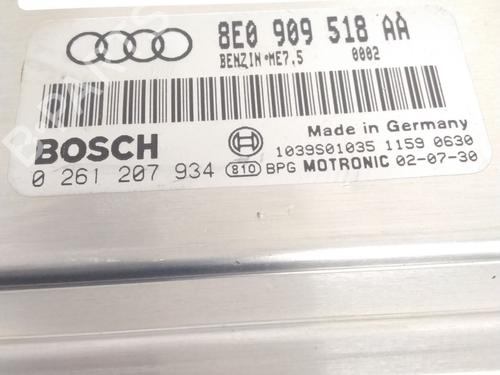 8E0 909 518 AA
BENZIN•ME7.5 0002
Made in Germany
BOSCH
1039S01035 1159 0630
0 261 207 934 810 BPG MOTRONIC 02-07-30